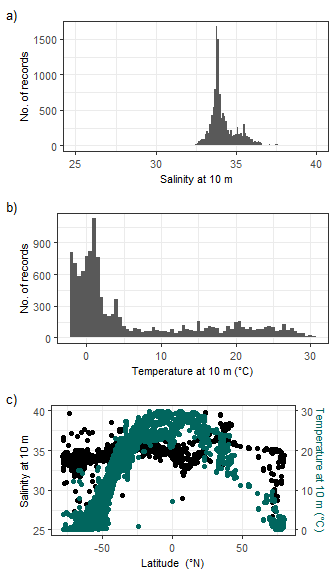 a)
No. of records
1500
1000
500
0
25 30 35 40
Salinity at 10 m
b)
No. of records
900
600
300
0
0 10 20 30
Temperature at 10 m (°C)
c)
Salinity at 10 m
40
35
30
25
30
20
10
0
Temperature at 10 m (°C)
-50 0 50
Latitude (°N)